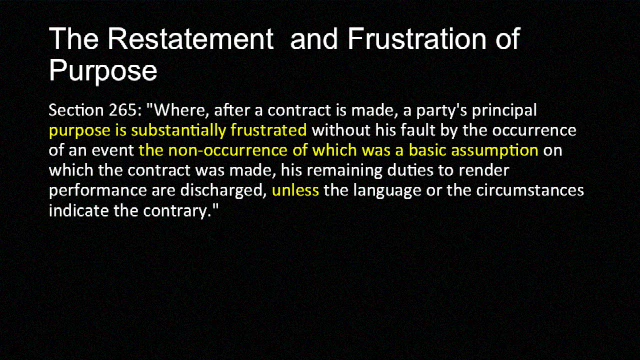 The Restatement  and Frustration of
Purpose
Section 265: "Where, after a contract is made, a party's principal
purpose is substantially frustrated without his fault by the occurrence
of an event the non-occurrence of which was a basic assumption on
which the contract was made, his remaining duties to render
performance are discharged, unless the language or the circumstances
indicate the contrary."